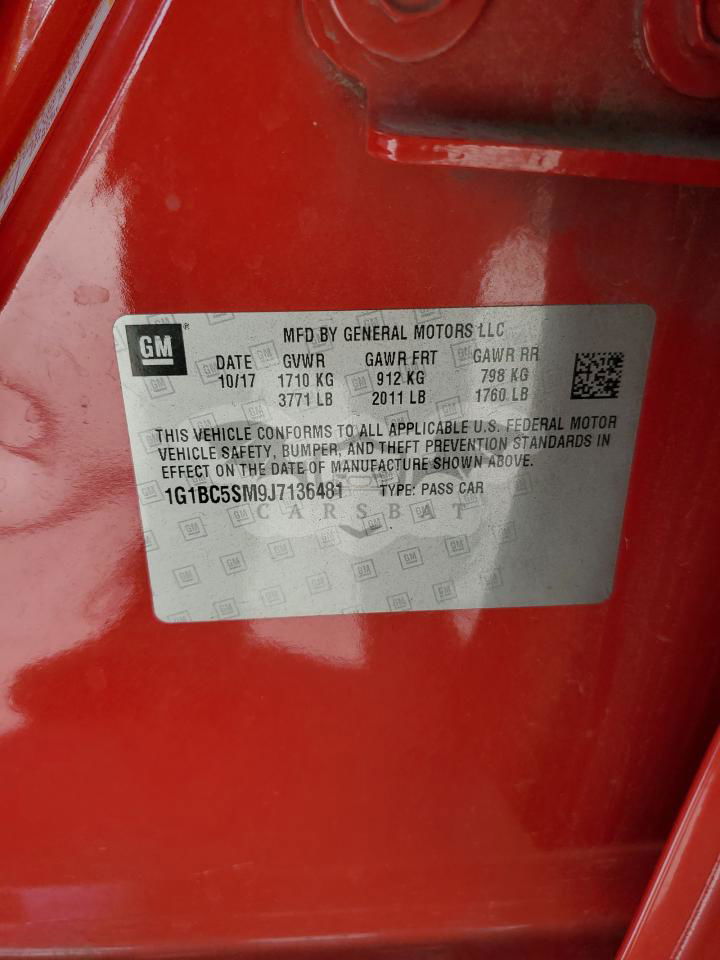 GM
MFD BY GENERAL MOTORS LLC
DATE GVWR GAWR FRT GAWR RR
10/17 1710 KG 912 KG 798 KG
3771 LB 2011 LB 1760 LB
THIS VEHICLE CONFORMS TO ALL APPLICABLE U.S. FEDERAL MOTOR
VEHICLE SAFETY, BUMPER, AND THEFT PREVENTION STANDARDS IN
EFFECT ON THE DATE OF MANUFACTURE SHOWN ABOVE.
1G1BC5SM9J7136481 TYPE: PASS CAR
CARSBAT